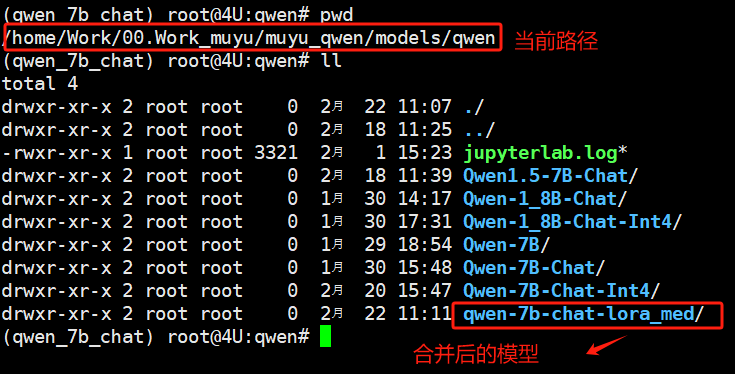 (qwen_7b_chat) root@4U:qwen# pwd
/home/Work/00.Work_muyu/muyu_qwen/models/qwen 当前路径
(qwen_7b_chat) root@4U:qwen# ll
total 4
drwxr-xr-x 2 root root 0 2月 22 11:07 ./
drwxr-xr-x 2 root root 0 2月 18 11:25 ../
-rwxr-xr-x 1 root root 3321 2月 1 15:23 jupyterlab.log*
drwxr-xr-x 2 root root 0 2月 18 11:39 Qwen1.5-7B-Chat/
drwxr-xr-x 2 root root 0 1月 30 14:17 Qwen-1_8B-Chat/
drwxr-xr-x 2 root root 0 1月 30 17:31 Qwen-1_8B-Chat-Int4/
drwxr-xr-x 2 root root 0 1月 29 18:54 Qwen-7B/
drwxr-xr-x 2 root root 0 1月 30 15:48 Qwen-7B-Chat/
drwxr-xr-x 2 root root 0 2月 20 15:47 Qwen-7B-Chat-Int4/
drwxr-xr-x 2 root root 0 2月 22 11:11 qwen-7b-chat-lora_med/
(qwen_7b_chat) root@4U:qwen#
合并后的模型